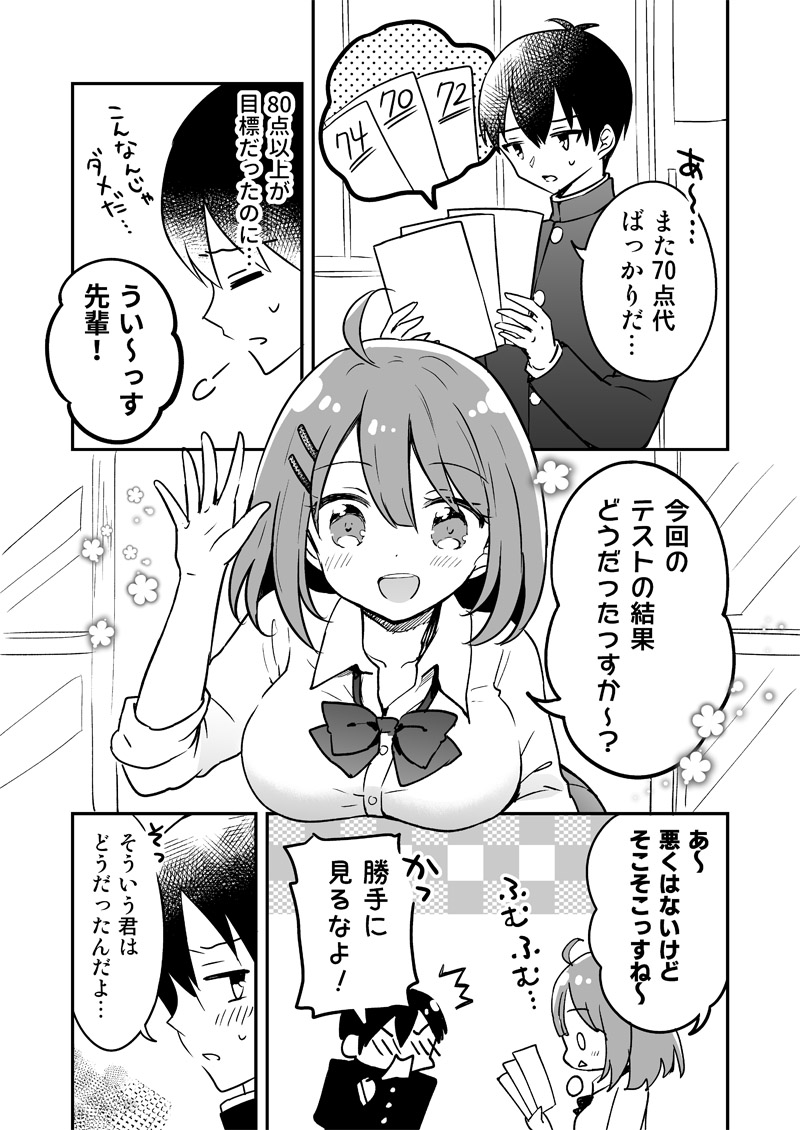 あ〜…
また70点代
ばっかりだ…
74
70
72
80点以上が
目標だったのに…
こんなんじゃ
ダメだ…
うい〜っす
先輩！
今回の
テストの結果
どうだったっすか〜？
あ〜
悪くはないけど
そこそこっすね〜
ふむふむ…
かっ
勝手に
見るなよ！
そっ
そういう君は
どうだったんだよ…